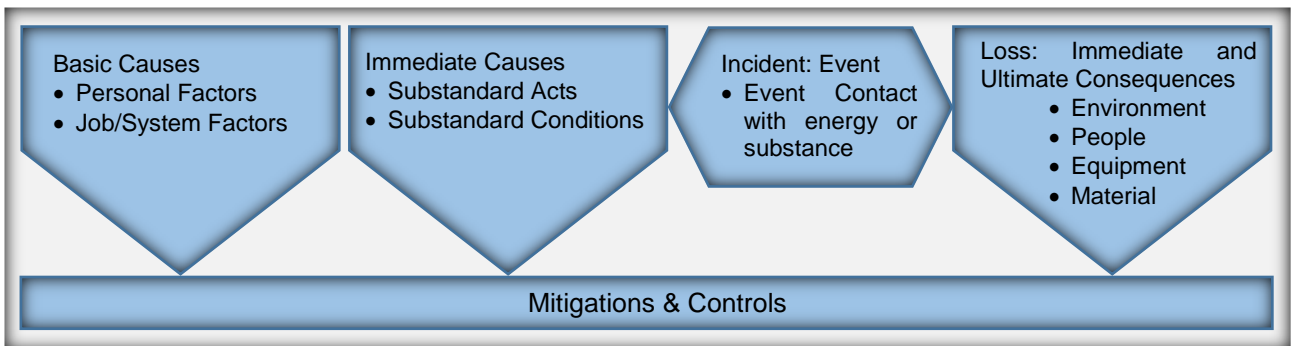 Basic Causes
• Personal Factors
• Job/System Factors
Immediate Causes
• Substandard Acts
• Substandard Conditions
Incident: Event
• Event Contact
with energy or
substance
Loss: Immediate and
Ultimate Consequences
• Environment
• People
• Equipment
• Material
Mitigations & Controls